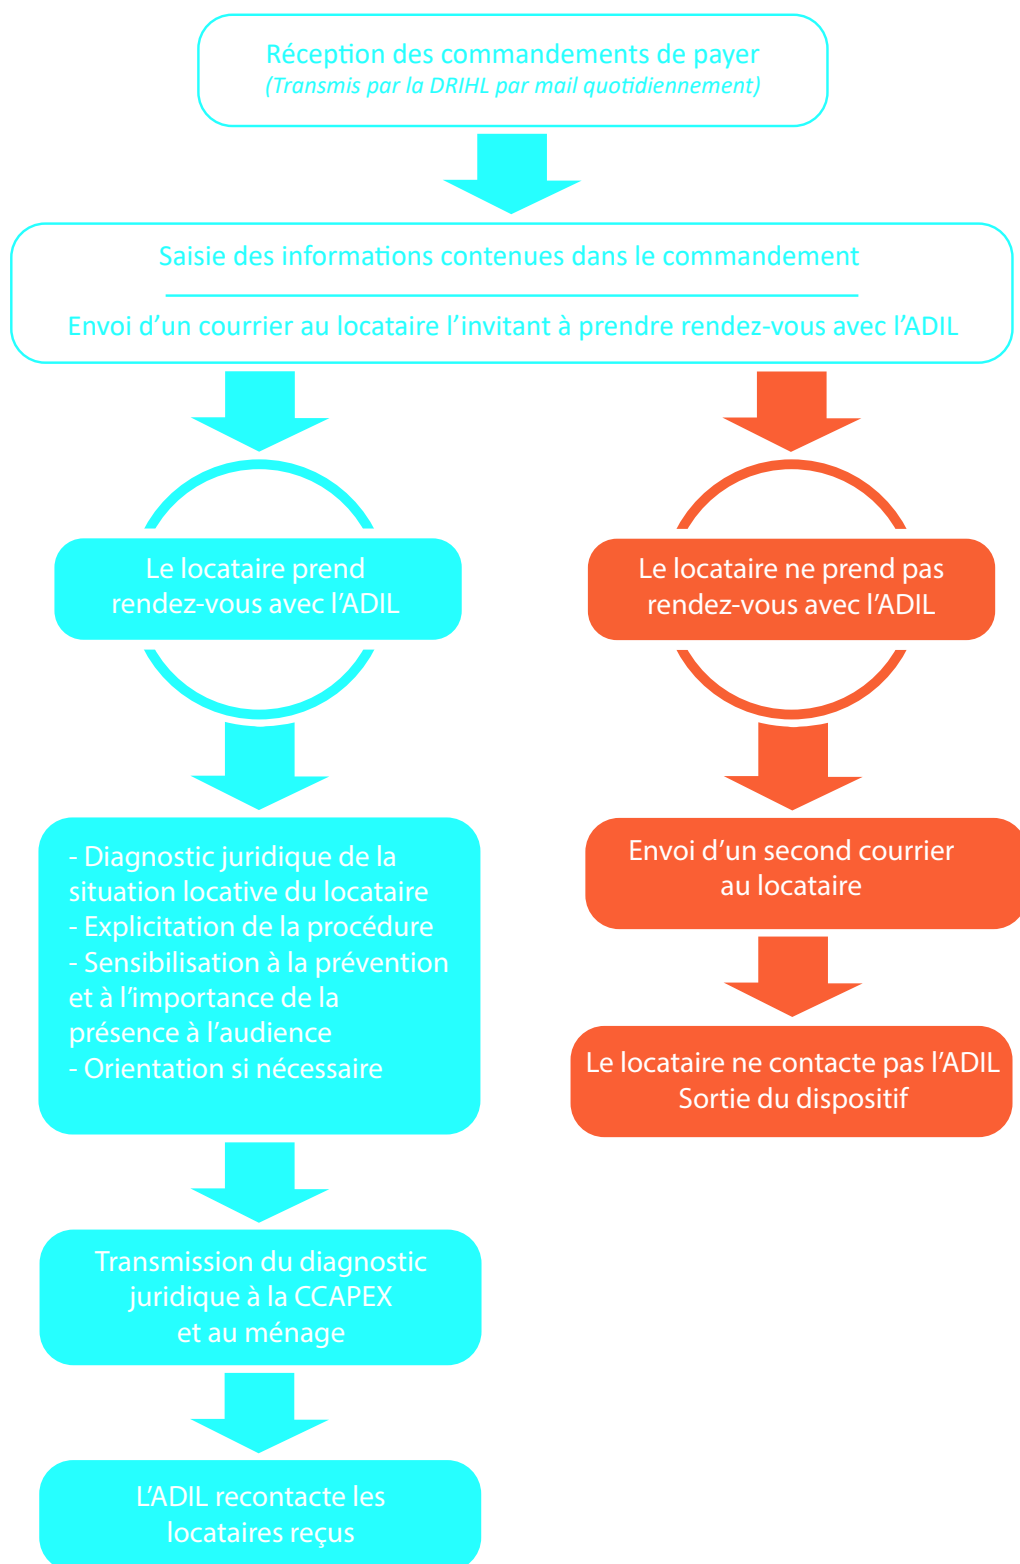 Réception des commandements de payer
(Transmis par la DRIHL par mail quotidiennement)
Saisie des informations contenues dans le commandement
Envoi d’un courrier au locataire l’invitant à prendre rendez-vous avec l’ADIL
Le locataire prend
rendez-vous avec l’ADIL
Le locataire ne prend pas
rendez-vous avec l’ADIL
- Diagnostic juridique de la
situation locative du locataire
- Explicitation de la procédure
- Sensibilisation à la prévention
et à l’importance de la
présence à l’audience
- Orientation si nécessaire
Envoi d’un second courrier
au locataire
Le locataire ne contacte pas l’ADIL
Sortie du dispositif
Transmission du diagnostic
juridique à la CCAPEX
et au ménage
L’ADIL recontacte les
locataires reçus